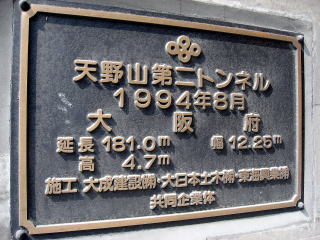 天野山第二トンネル
1994年8月
大阪府
延長 181.0m 幅 12.25m
高 4.7m
施工 大成建設㈱・大日本土木㈱・東海興業㈱
共同企業体